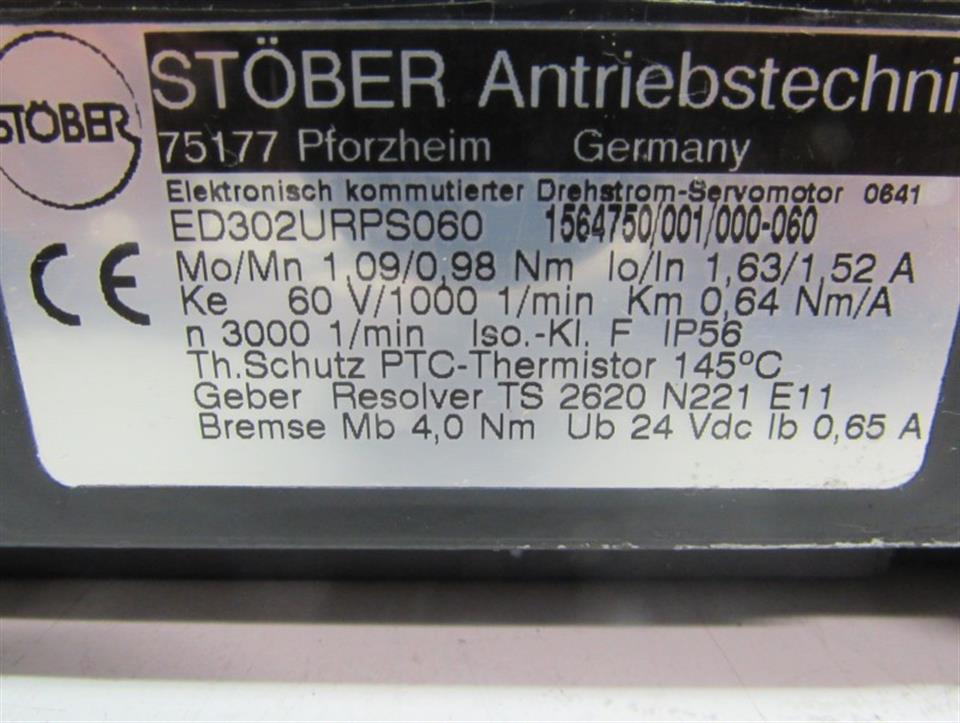 STÖBER
STÖBER Antriebstechni
75177 Pforzheim Germany
Elektronisch kommutierter Drehstrom-Servomotor 0641
ED302URPS060 1564750/001/000-060
CE
Mo/Mn 1,09/0,98 Nm Io/In 1,63/1,52 A
Ke 60 V/1000 1/min Km 0,64 Nm/A
n 3000 1/min Iso.-Kl. F IP56
Th.Schutz PTC-Thermistor 145°C
Geber Resolver TS 2620 N221 E11
Bremse Mb 4,0 Nm Ub 24 Vdc Ib 0,65 A